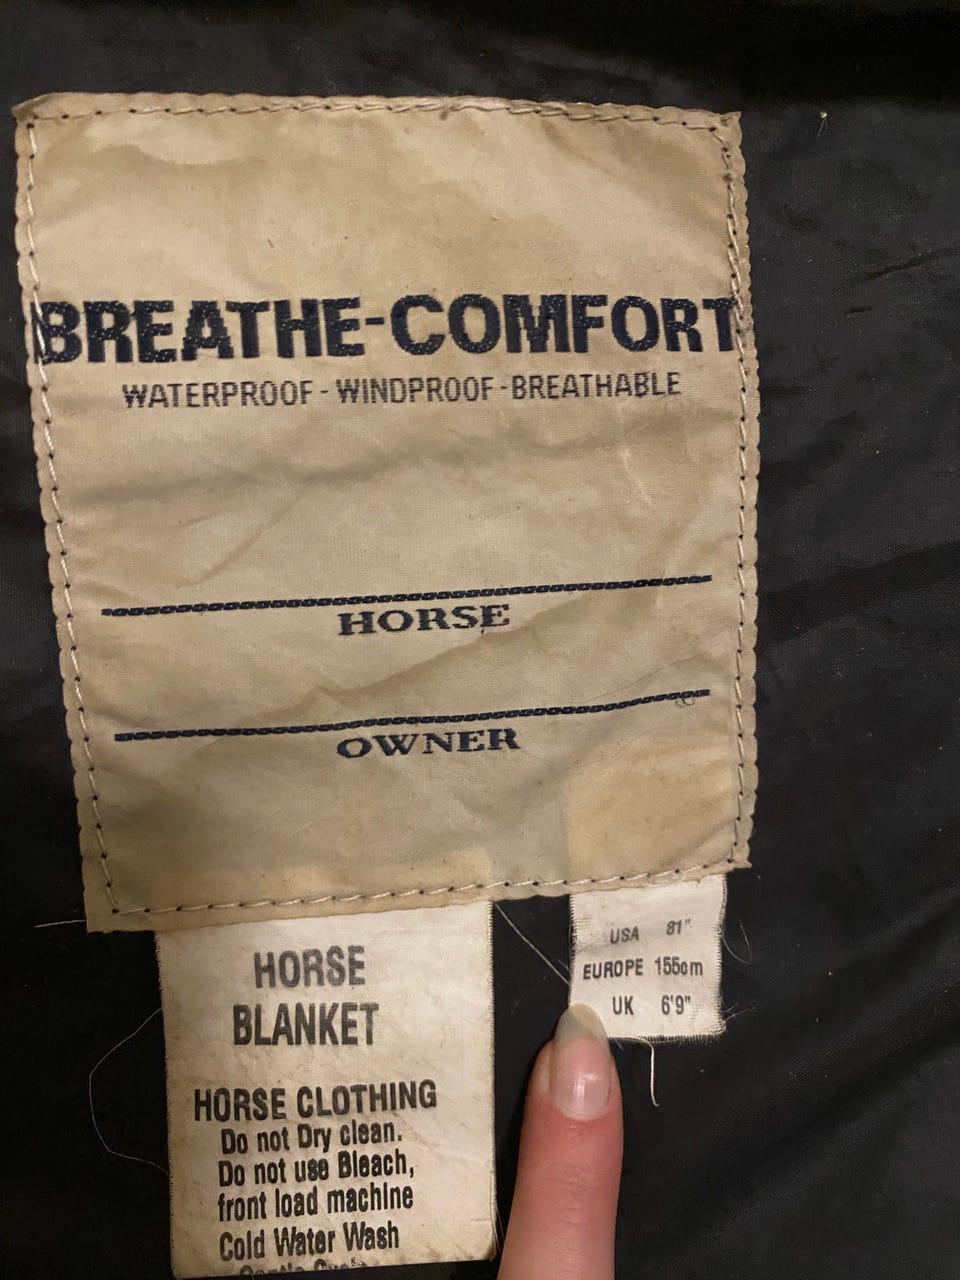 BREATHE-COMFORT
WATERPROOF - WINDPROOF - BREATHABLE
HORSE
OWNER
HORSE
BLANKET
HORSE CLOTHING
Do not Dry clean.
Do not use Bleach,
front load machine
Cold Water Wash
USA 81"
EUROPE 155cm
UK 6'9"